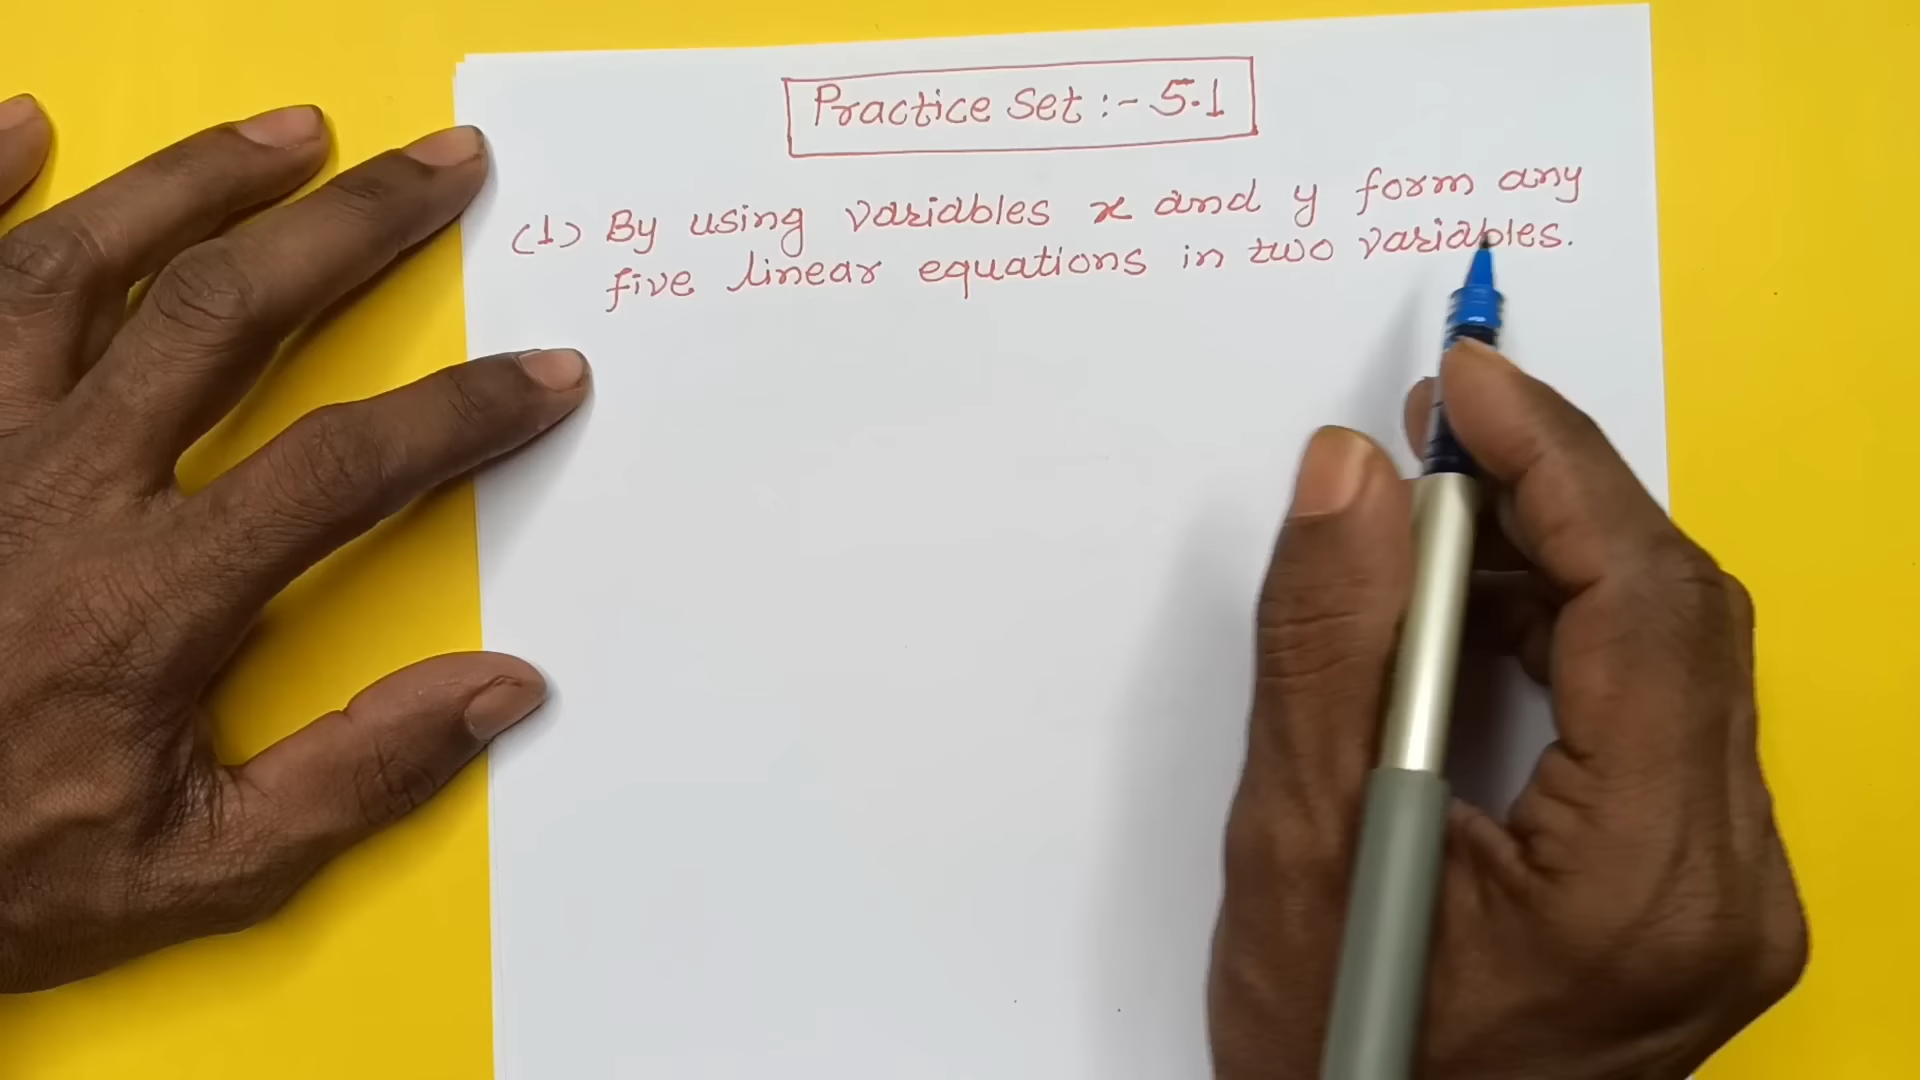 Practice Set :- 5.1
(1) By using variables x and y form any
five linear equations in two variables.